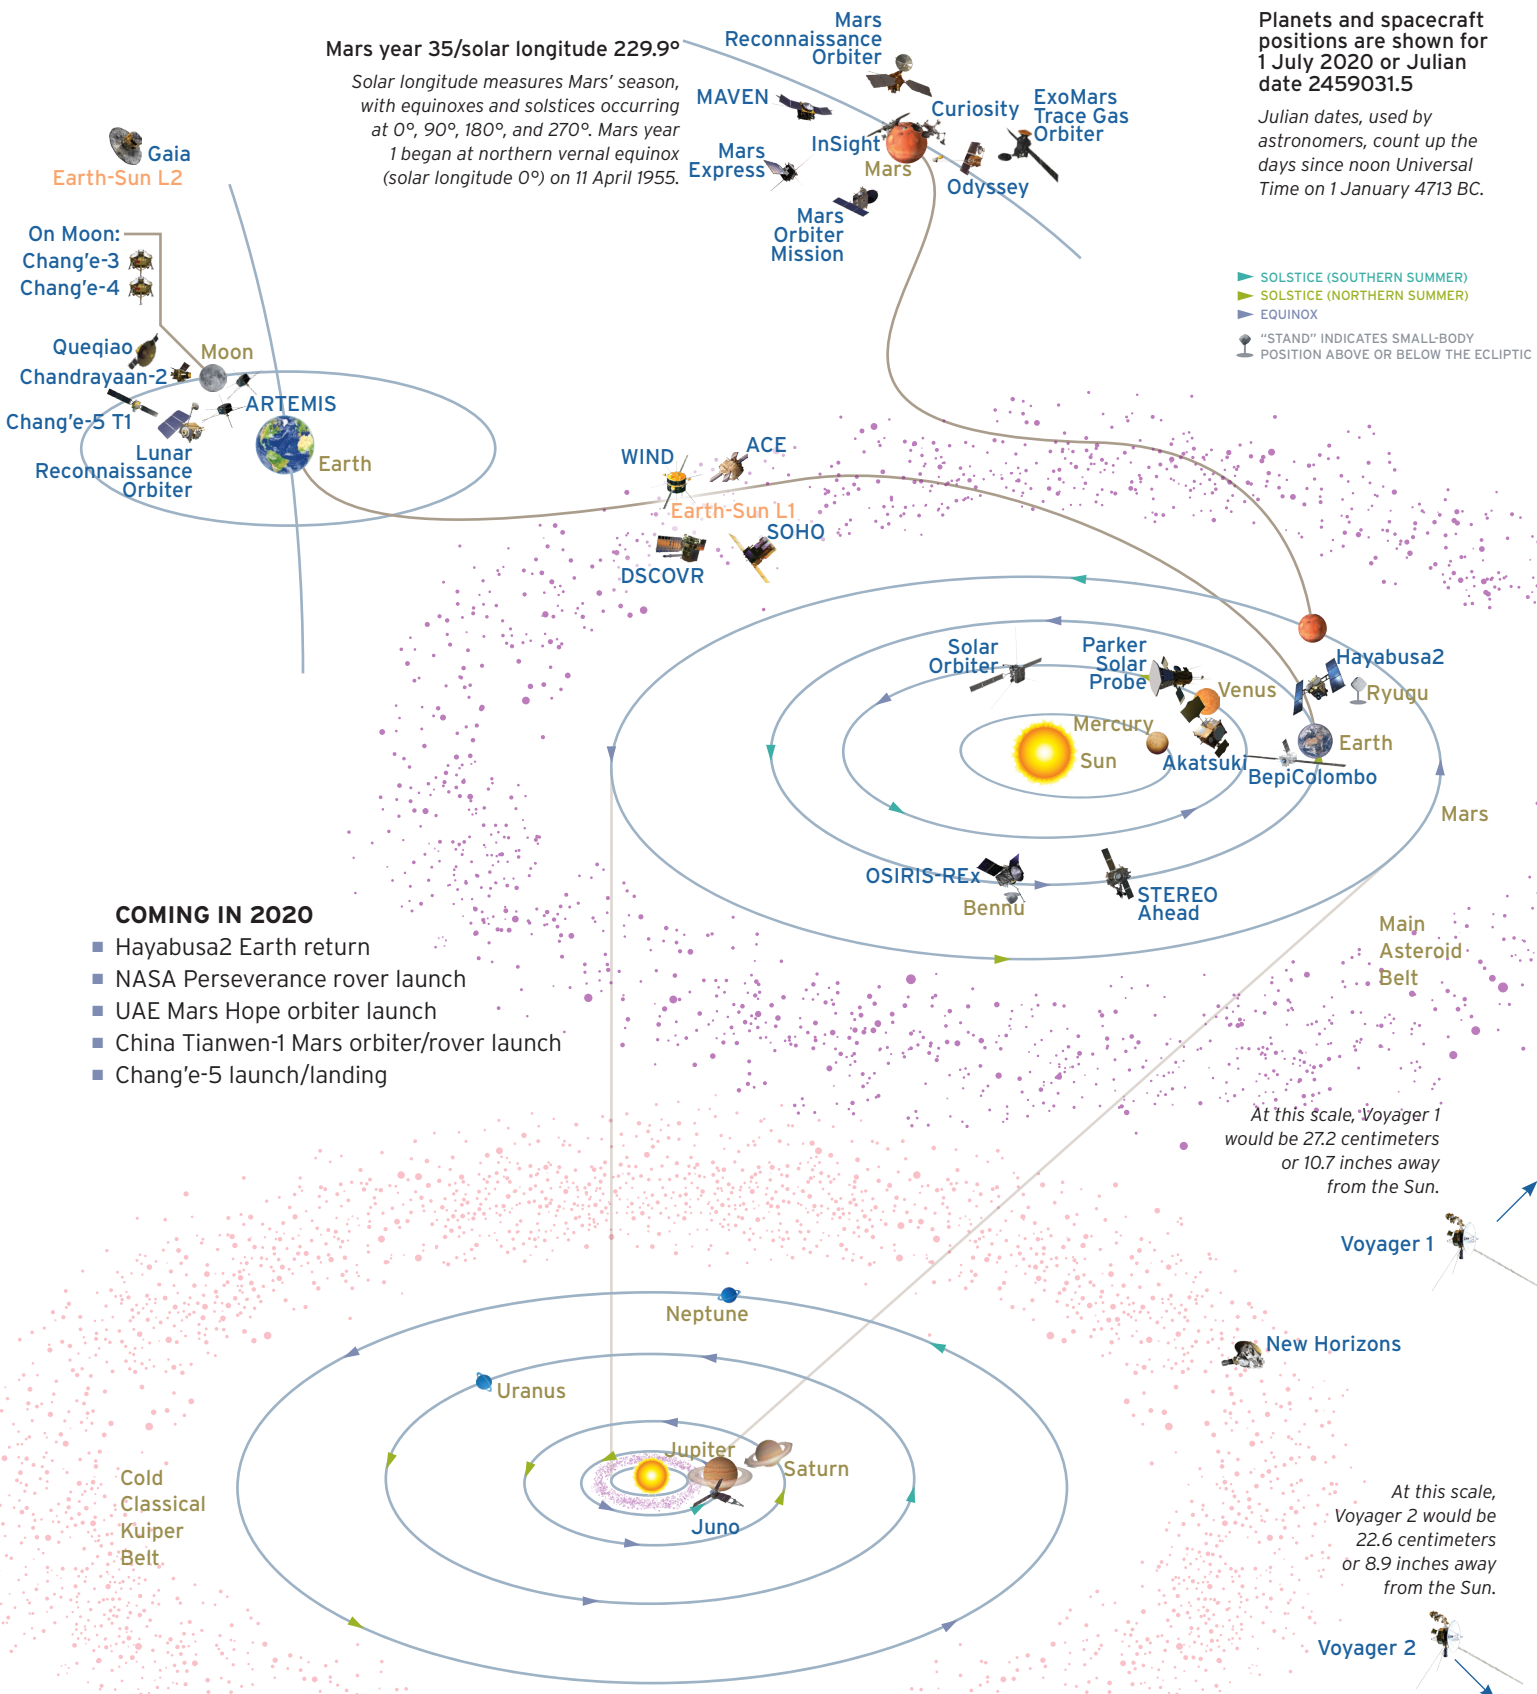 Mars year 35/solar longitude 229.9°
Solar longitude measures Mars’ season,
with equinoxes and solstices occurring
at 0°, 90°, 180°, and 270°. Mars year
1 began at northern vernal equinox
(solar longitude 0°) on 11 April 1955.
Mars
Reconnaissance
Orbiter
MAVEN
Curiosity
ExoMars
Trace Gas
Orbiter
InSight
Mars
Express
Mars
Odyssey
Mars
Orbiter
Mission
Planets and spacecraft
positions are shown for
1 July 2020 or Julian
date 2459031.5
Julian dates, used by
astronomers, count up the
days since noon Universal
Time on 1 January 4713 BC.
SOLSTICE (SOUTHERN SUMMER)
SOLSTICE (NORTHERN SUMMER)
EQUINOX
“STAND” INDICATES SMALL-BODY
POSITION ABOVE OR BELOW THE ECLIPTIC
Gaia
Earth-Sun L2
On Moon:
Chang’e-3
Chang’e-4
Queqiao
Moon
Chandrayaan-2
ARTEMIS
Chang’e-5 T1
Lunar
Reconnaissance
Orbiter
Earth
WIND
ACE
Earth-Sun L1
SOHO
DSCOVR
Solar
Orbiter
Parker
Solar
Probe
Hayabusa2
Venus
Ryugu
Mercury
Sun
Earth
Akatsuki
BepiColombo
Mars
OSIRIS-REx
Bennu
STEREO
Ahead
Main
Asteroid
Belt
COMING IN 2020
Hayabusa2 Earth return
NASA Perseverance rover launch
UAE Mars Hope orbiter launch
China Tianwen-1 Mars orbiter/rover launch
Chang’e-5 launch/landing
At this scale, Voyager 1
would be 27.2 centimeters
or 10.7 inches away
from the Sun.
Voyager 1
Neptune
New Horizons
Uranus
Jupiter
Saturn
Juno
Cold
Classical
Kuiper
Belt
At this scale,
Voyager 2 would be
22.6 centimeters
or 8.9 inches away
from the Sun.
Voyager 2